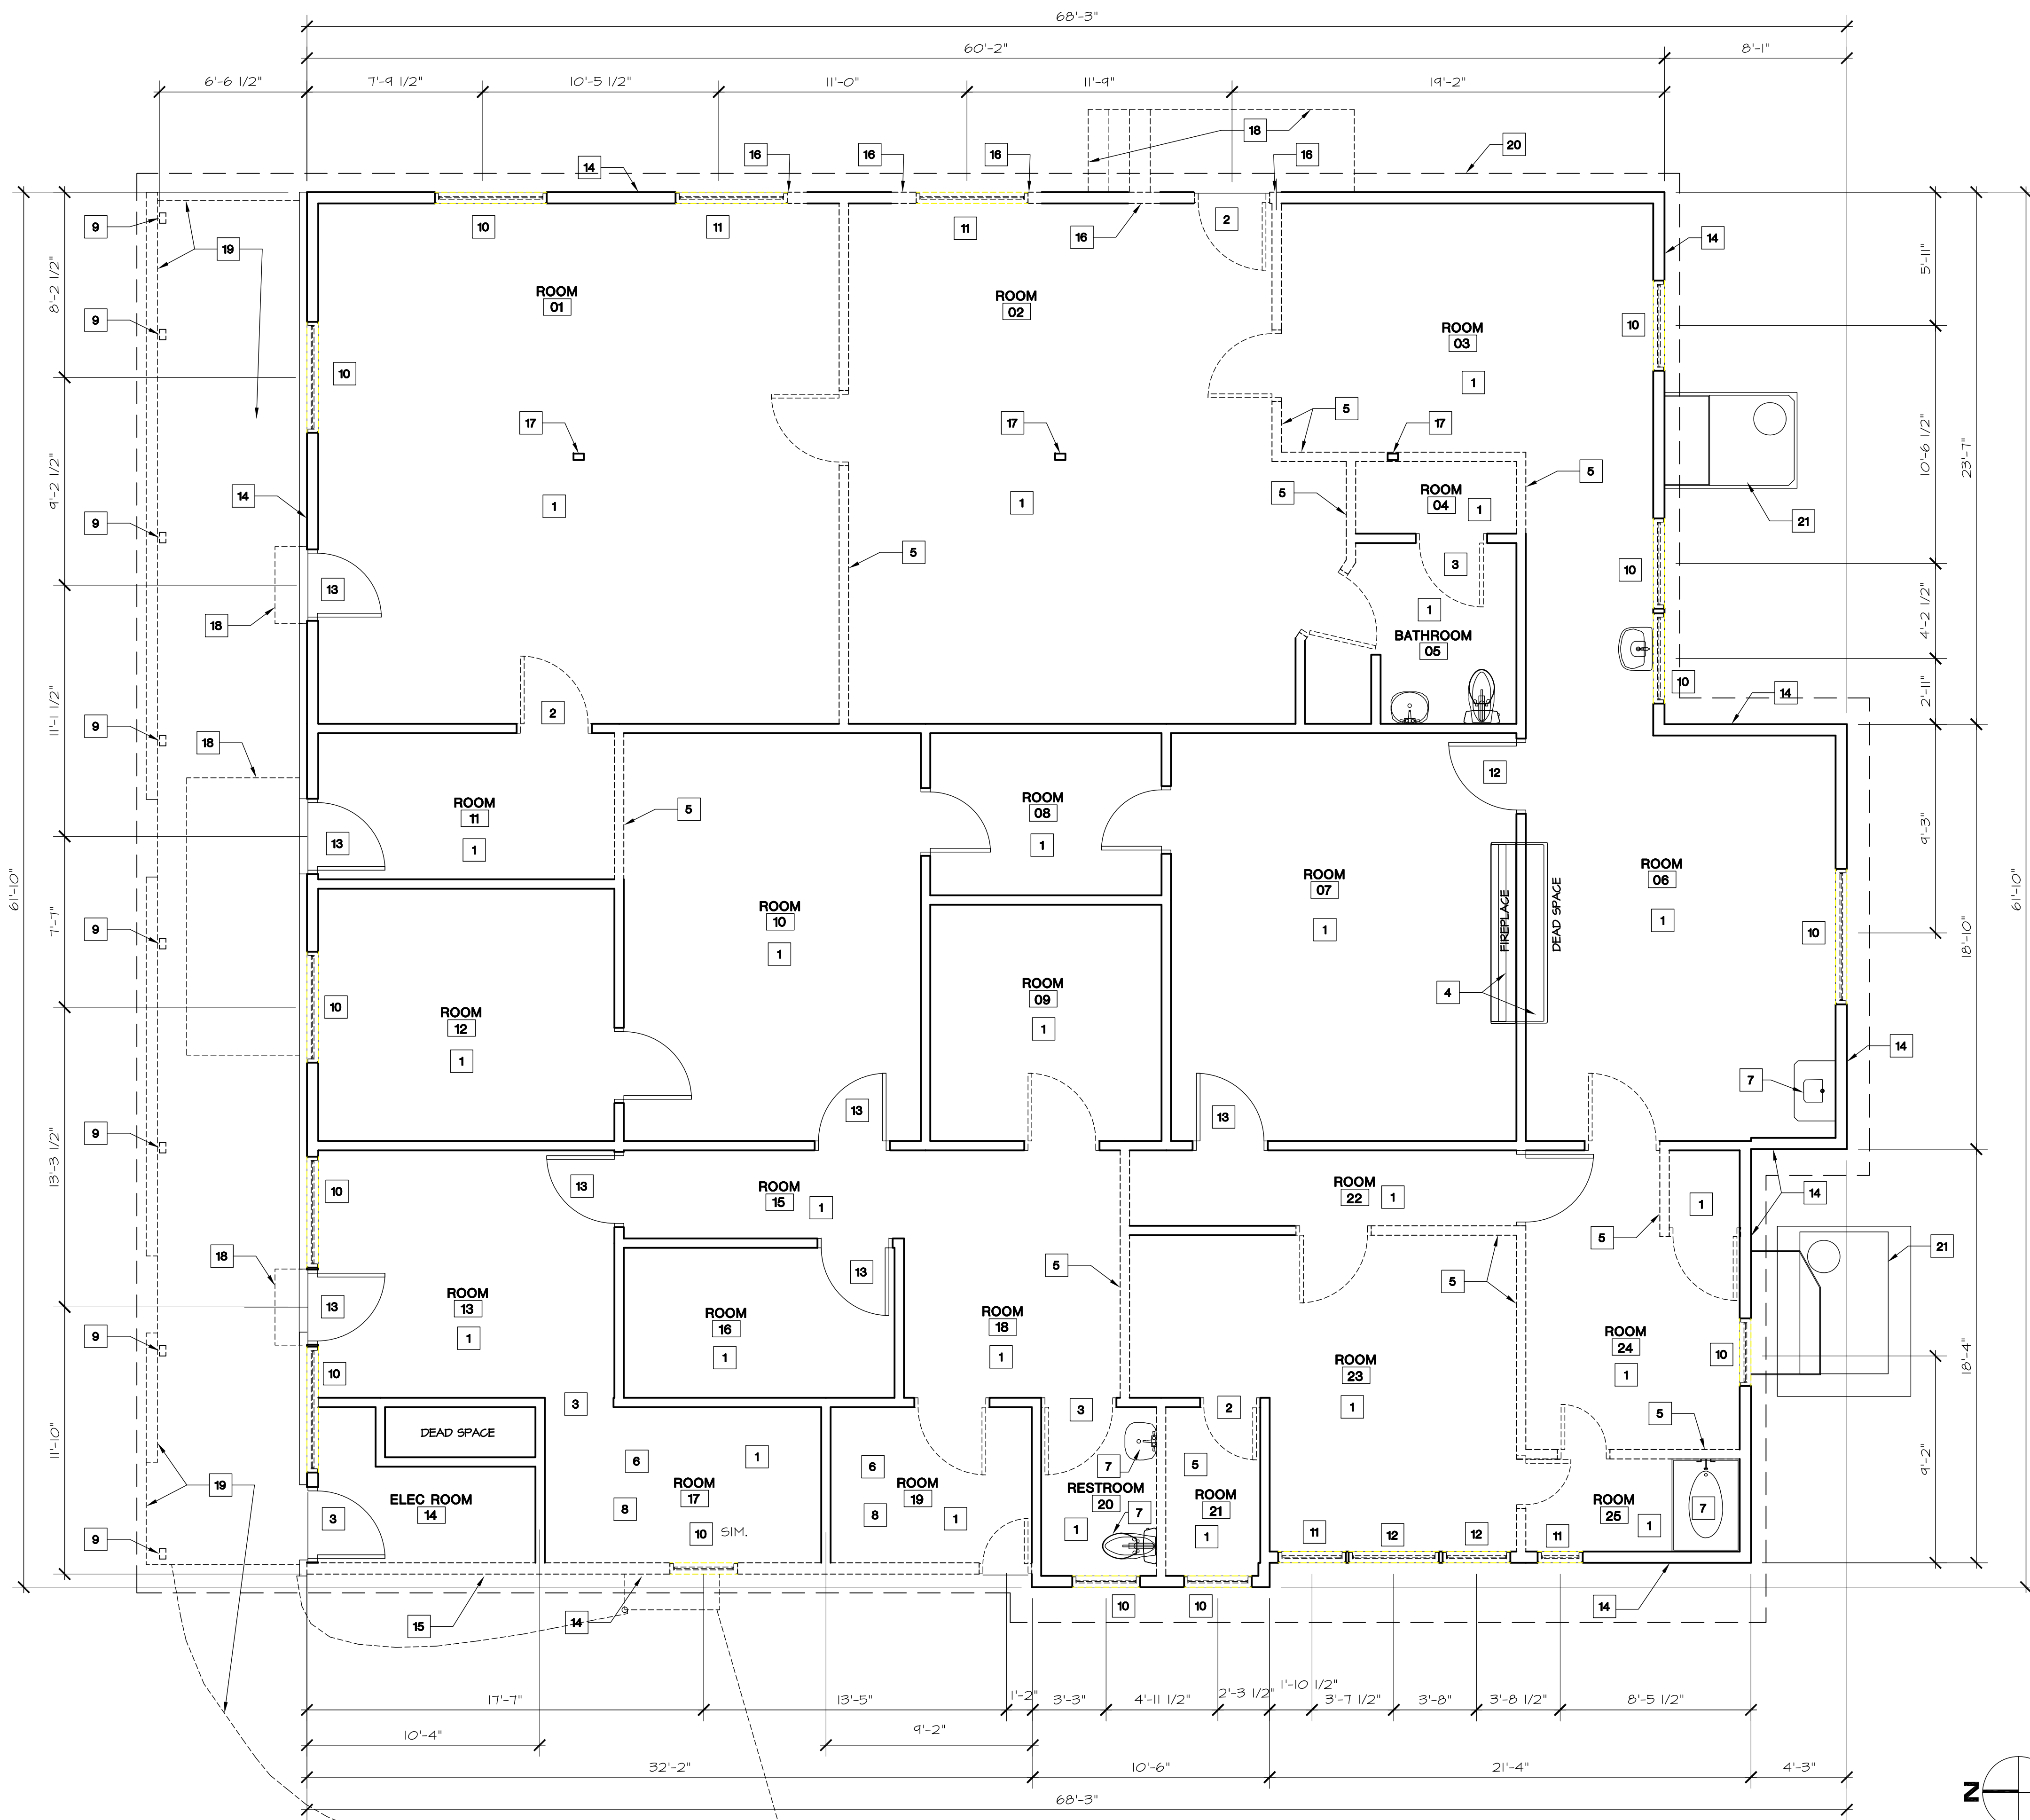 68'-3"
60'-2" 8'-1"
6'-6 1/2" 7'-9 1/2" 10'-5 1/2" 11'-0" 11'-9" 19'-2"
18
20
14 16 16 16 16
9 10 11 11 16 2 14
19
8'-2 1/2" 5'-11"
ROOM 01
ROOM 02
ROOM 03
9 10 10
1
5
17 17 17
9'-2 1/2" 10'-6 1/2" 23'-7"
14 1 1 5 5
ROOM 04
1
9 21
5 3 10
13 1
18
BATHROOM 05
4'-2 1/2"
10 14
11'-1 1/2" 2'-11"
9 18 2
12
ROOM 11
5
ROOM 08
13 1 1
9'-3"
61'-10" 61'-10"
ROOM 10
ROOM 07
ROOM 06
FIREPLACE
DEAD SPACE
7'-7" 18'-10"
9 1 1 1 10
ROOM 12
ROOM 09
10 4
1 1
14
7
13 13
9
13'-3 1/2"
10 13
ROOM 15
1
ROOM 22
1 1 14
18 5 5 21
13 5
ROOM 13
13
ROOM 16
ROOM 18
ROOM 23
ROOM 24
9 13 1 1 1 10
18'-4"
10 3 1 1
3 2 5
11'-10" 9'-2"
DEAD SPACE
6 1 6 7 5
19
ELEC ROOM 14
3
ROOM 17
8
ROOM 19
8 1
RESTROOM 20
7
1
ROOM 21
1
ROOM 25
1 7
10 SIM.
11 12 12 11
9
15 14 10 10 14
17'-7" 13'-5" 1'-2" 3'-3" 4'-11 1/2" 2'-3 1/2" 1'-10 1/2" 3'-7 1/2" 3'-8" 3'-8 1/2" 8'-5 1/2"
10'-4" 9'-2"
32'-2" 10'-6" 21'-4" 4'-3"
68'-3"
N